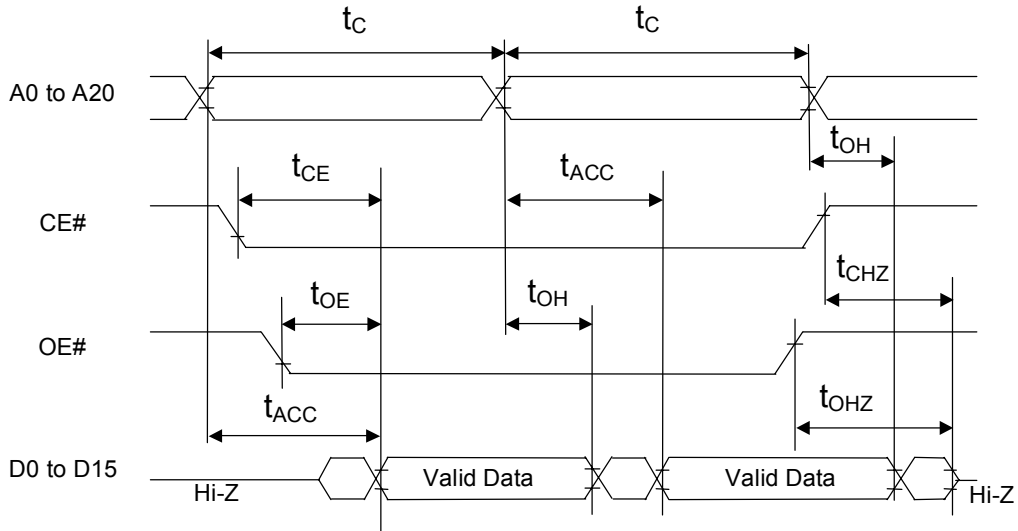 tC tC
A0 to A20
tOH
tCE tACC
CE#
tCHZ
tOE tOH
OE#
tACC tOHZ
D0 to D15 Valid Data Valid Data
Hi-Z Hi-Z